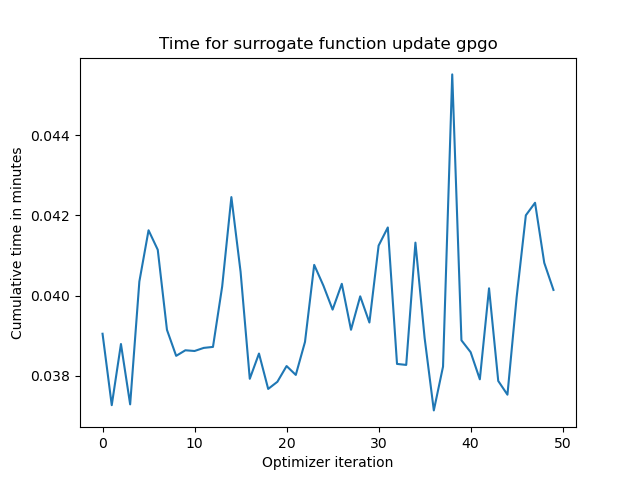 Time for surrogate function update gpgo
Cumulative time in minutes
0.044
0.042
0.040
0.038
0 10 20 30 40 50
Optimizer iteration